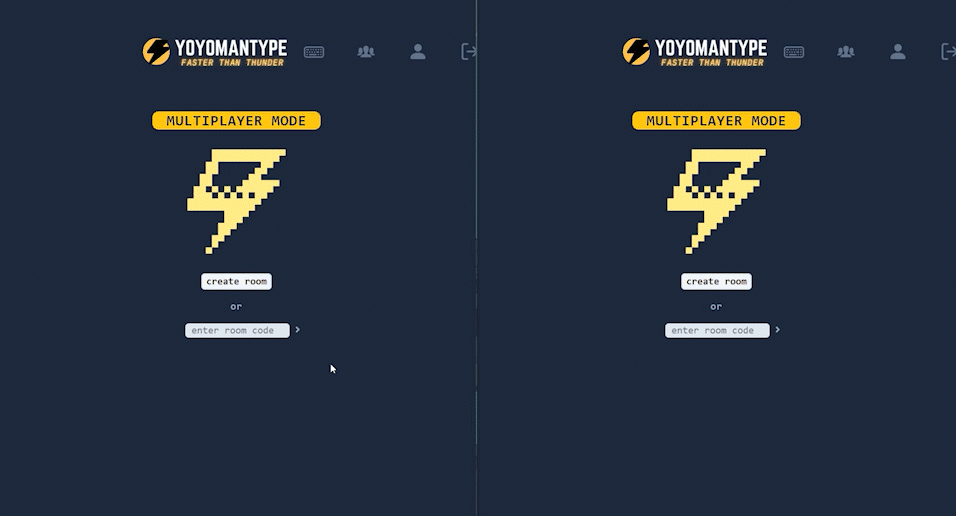 YOYOMANTYPE
FASTER THAN THUNDER
MULTIPLAYER MODE
create room
or
enter room code
YOYOMANTYPE
FASTER THAN THUNDER
MULTIPLAYER MODE
create room
or
enter room code